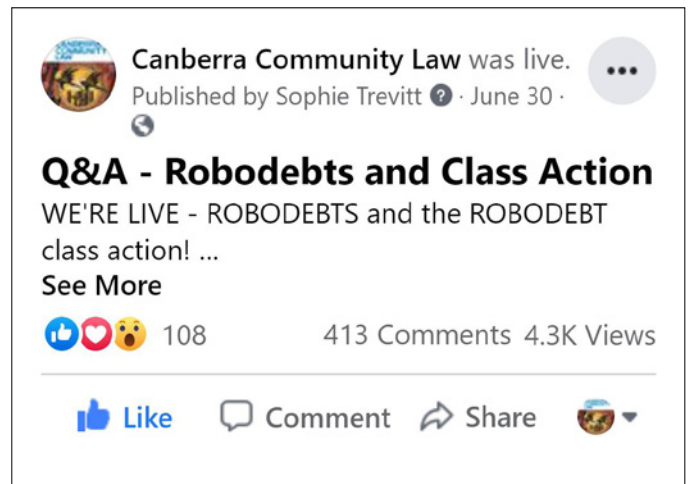 Canberra Community Law was live.
Published by Sophie Trevitt · June 30 ·
Q&A - Robodebts and Class Action
WE'RE LIVE - ROBODEBTS and the ROBODEBT
class action! ...
See More
108 413 Comments 4.3K Views
Like Comment Share